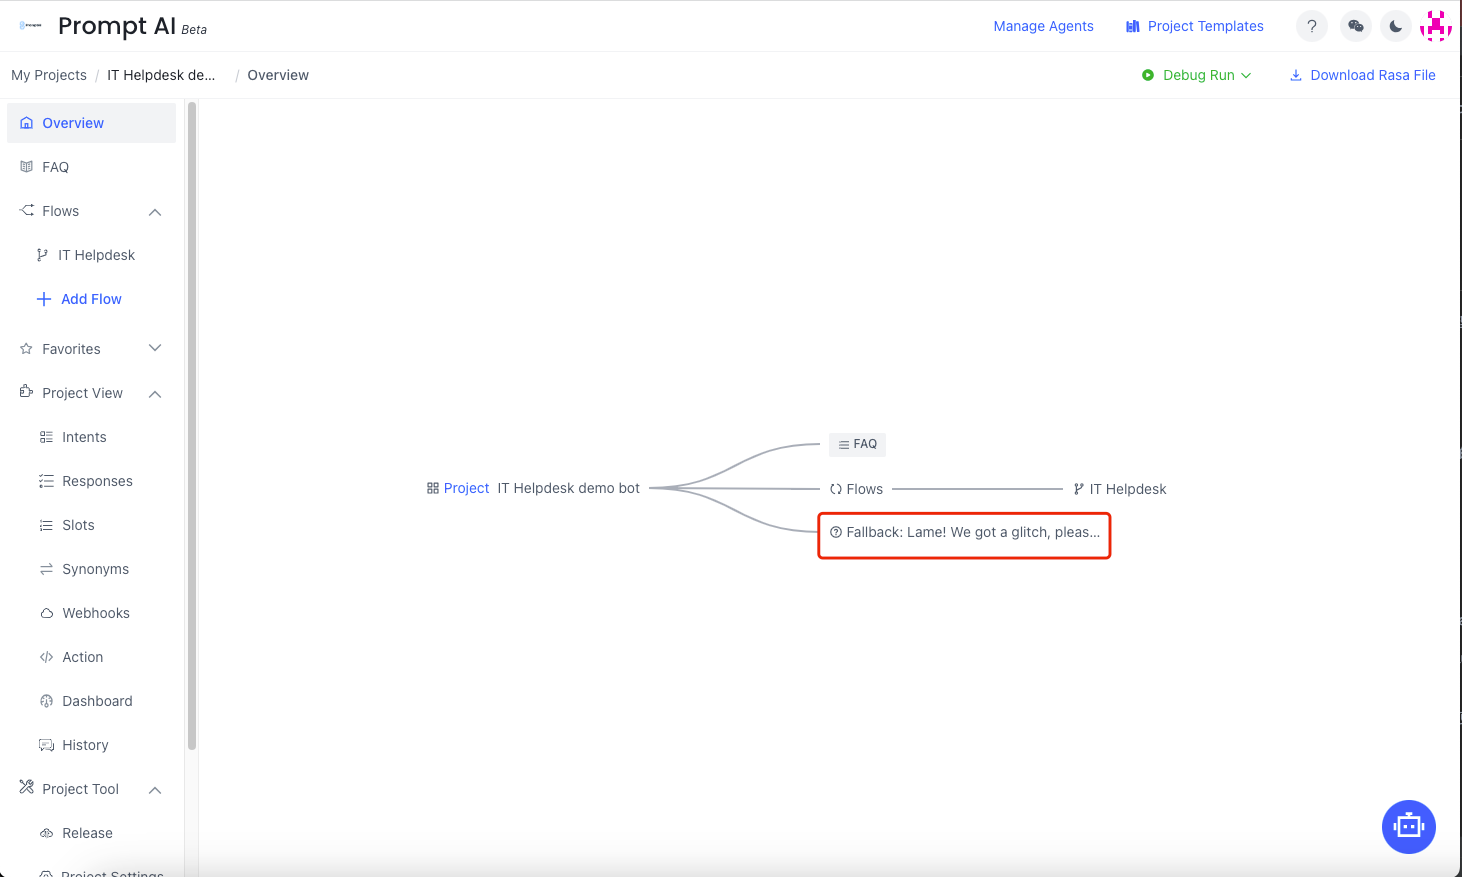 Prompt AI Beta
Manage Agents
Project Templates
?
My Projects / IT Helpdesk de... / Overview
Debug Run
Download Rasa File
Overview
FAQ
Flows
IT Helpdesk
Add Flow
Favorites
Project View
Intents
Responses
Slots
Synonyms
Webhooks
Action
Dashboard
History
Project Tool
Release
Project Settings
Project IT Helpdesk demo bot
FAQ
Flows
IT Helpdesk
Fallback: Lame! We got a glitch, pleas...